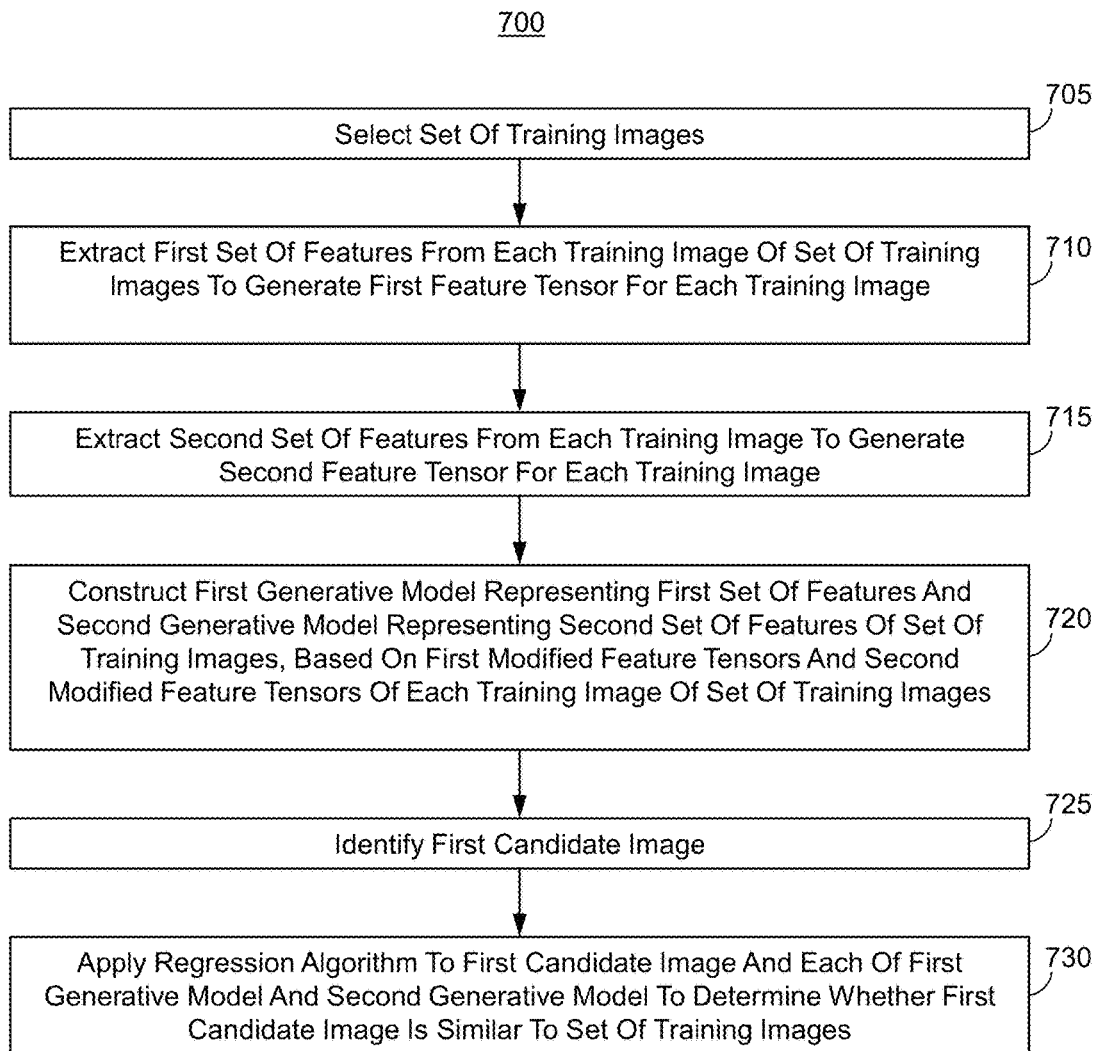 700
705
Select Set Of Training Images
710
Extract First Set Of Features From Each Training Image Of Set Of Training
Images To Generate First Feature Tensor For Each Training Image
715
Extract Second Set Of Features From Each Training Image To Generate
Second Feature Tensor For Each Training Image
720
Construct First Generative Model Representing First Set Of Features And
Second Generative Model Representing Second Set Of Features Of Set Of
Training Images, Based On First Modified Feature Tensors And Second
Modified Feature Tensors Of Each Training Image Of Set Of Training Images
725
Identify First Candidate Image
730
Apply Regression Algorithm To First Candidate Image And Each Of First
Generative Model And Second Generative Model To Determine Whether First
Candidate Image Is Similar To Set Of Training Images